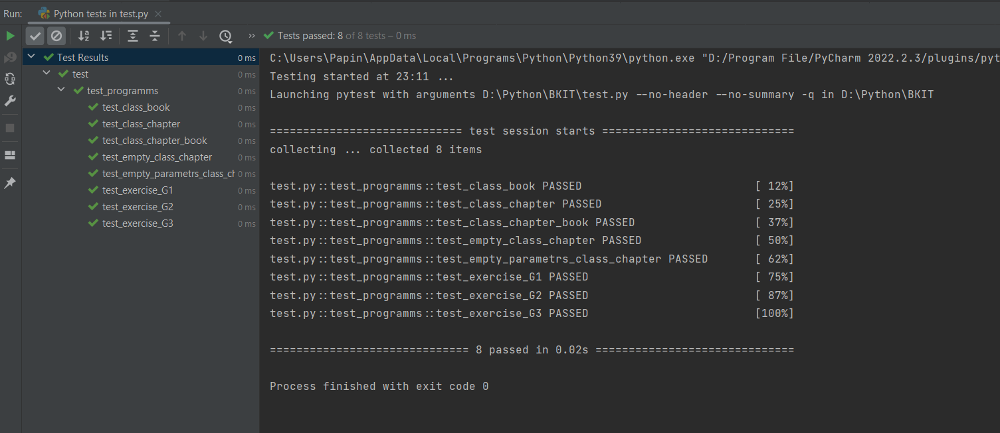 Run: Python tests in test.py
Tests passed: 8 of 8 tests – 0 ms
Test Results 0 ms
test 0 ms
test_programms 0 ms
test_class_book 0 ms
test_class_chapter 0 ms
test_class_chapter_book 0 ms
test_empty_class_chapter 0 ms
test_empty_parametrs_class_ch 0 ms
test_exercise_G1 0 ms
test_exercise_G2 0 ms
test_exercise_G3 0 ms
C:\Users\Papin\AppData\Local\Programs\Python\Python39\python.exe "D:/Program File/PyCharm 2022.2.3/plugins/pyt
Testing started at 23:11 ...
Launching pytest with arguments D:\Python\BKIT\test.py --no-header --no-summary -q in D:\Python\BKIT
============================= test session starts =============================
collecting ... collected 8 items
test.py::test_programms::test_class_book PASSED [ 12%]
test.py::test_programms::test_class_chapter PASSED [ 25%]
test.py::test_programms::test_class_chapter_book PASSED [ 37%]
test.py::test_programms::test_empty_class_chapter PASSED [ 50%]
test.py::test_programms::test_empty_parametrs_class_chapter PASSED [ 62%]
test.py::test_programms::test_exercise_G1 PASSED [ 75%]
test.py::test_programms::test_exercise_G2 PASSED [ 87%]
test.py::test_programms::test_exercise_G3 PASSED [100%]
============================== 8 passed in 0.02s ==============================
Process finished with exit code 0